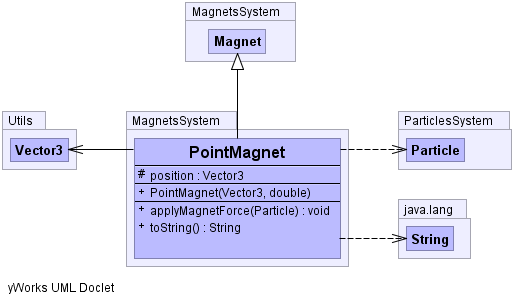 MagnetsSystem
Magnet
Utils
Vector3
MagnetsSystem
PointMagnet
# position : Vector3
+ PointMagnet(Vector3, double)
+ applyMagnetForce(Particle) : void
+ toString() : String
ParticlesSystem
Particle
java.lang
String
yWorks UML Doclet